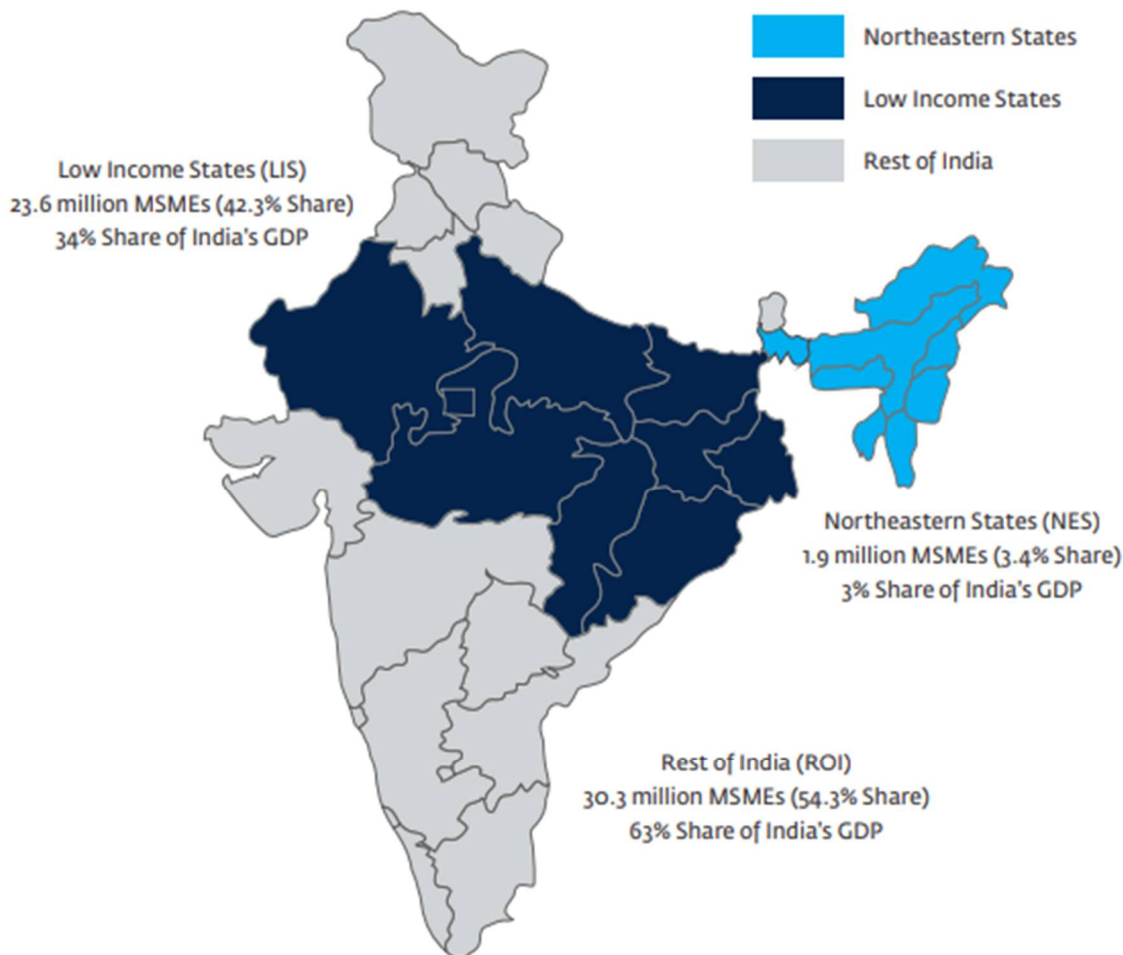 Northeastern States
Low Income States
Rest of India
Low Income States (LIS)
23.6 million MSMEs (42.3% Share)
34% Share of India's GDP
Northeastern States (NES)
1.9 million MSMEs (3.4% Share)
3% Share of India's GDP
Rest of India (ROI)
30.3 million MSMEs (54.3% Share)
63% Share of India's GDP